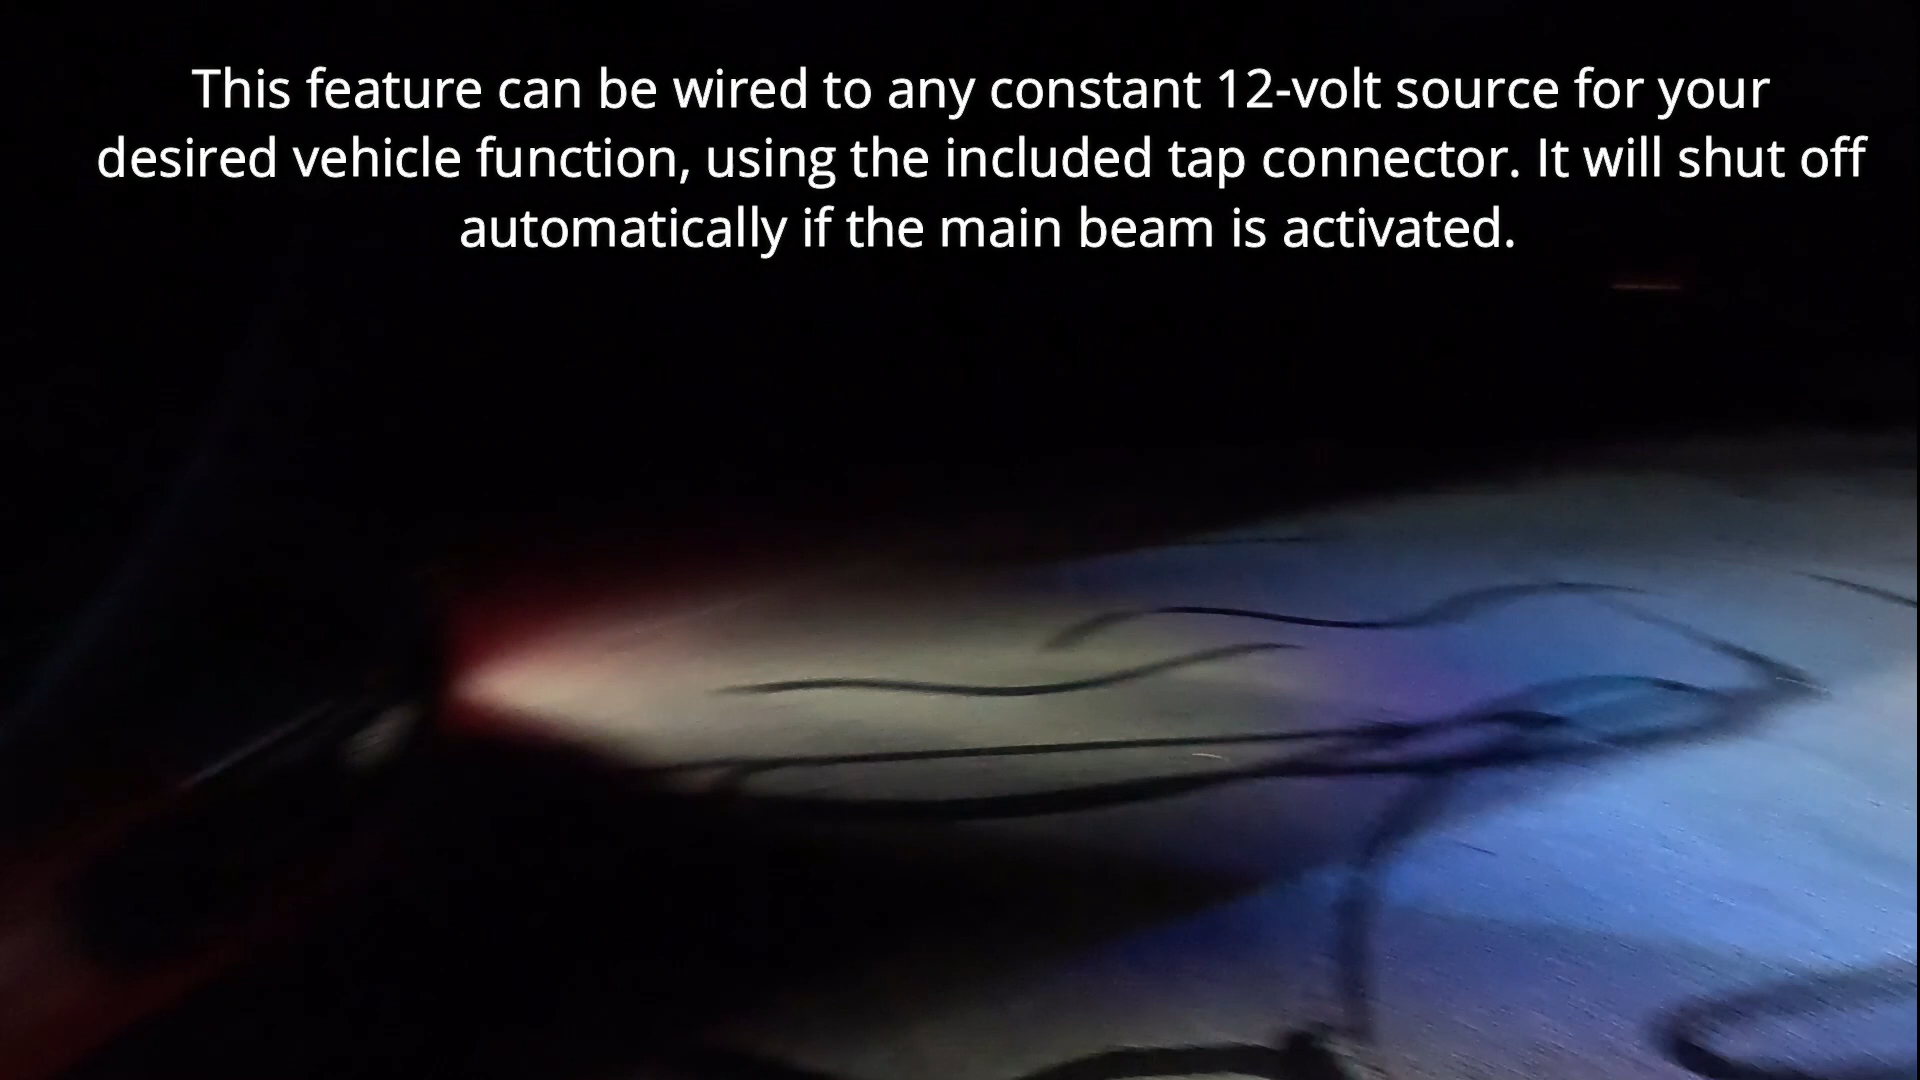 This feature can be wired to any constant 12-volt source for your
desired vehicle function, using the included tap connector. It will shut off
automatically if the main beam is activated.